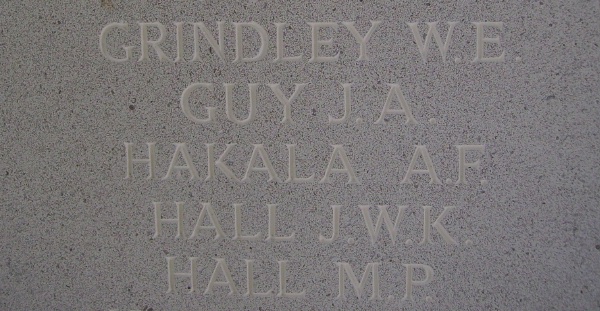 GRINDLEY W.E.
GUY J.A.
HAKALA A.F.
HALL J.W.K.
HALL M.P.